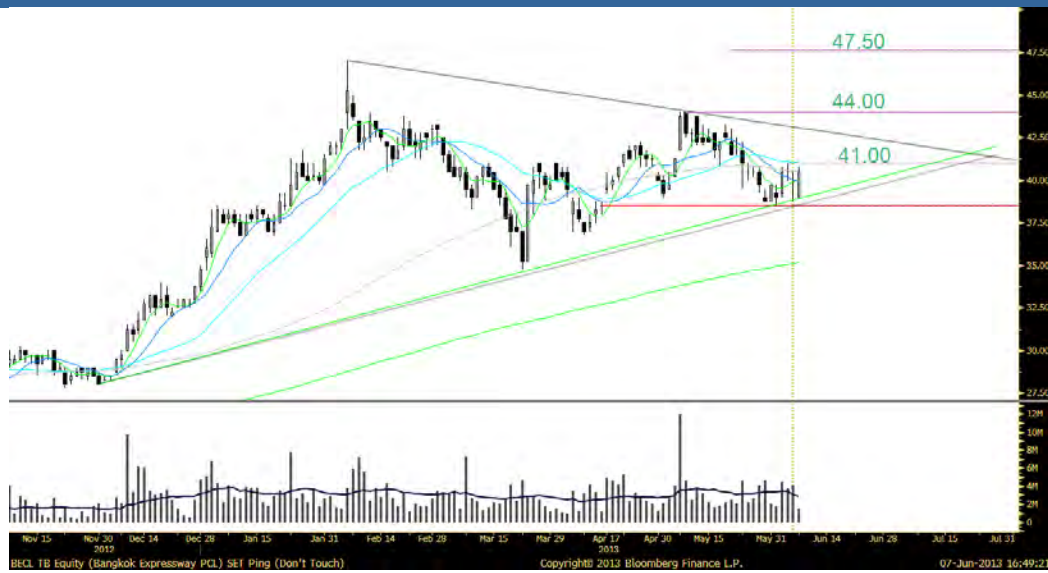 47.50
47.50
45.00
44.00
42.50
41.00
40.00
37.50
35.00
32.50
30.00
27.50
12M
10M
8M
6M
4M
2M
0
Nov 15 Nov 30 Dec 14 Dec 28 Jan 15 Jan 31 Feb 14 Feb 28 Mar 15 Mar 29 Apr 17 Apr 30 May 15 May 31 Jun 14 Jun 28 Jul 15 Jul 31
2012 2013
BECL TB Equity (Bangkok Expressway PCL) SET Ping (Don't Touch) Copyright© 2013 Bloomberg Finance L.P. 07-Jun-2013 16:49:21